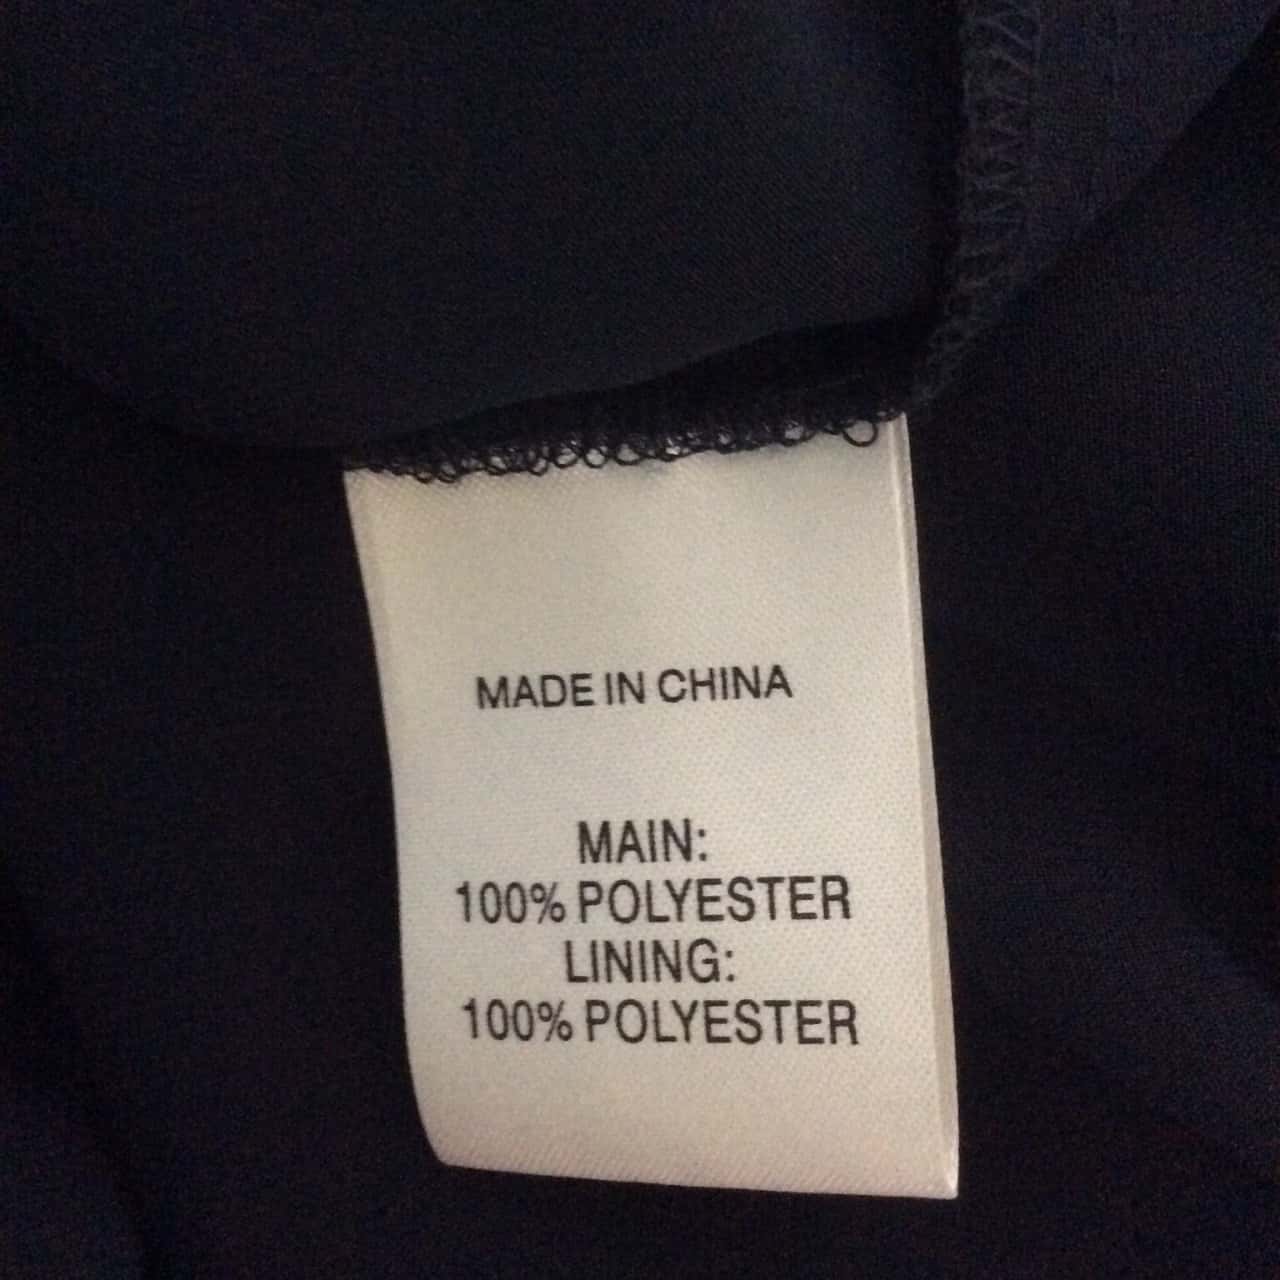 MADE IN CHINA
MAIN:
100% POLYESTER
LINING:
100% POLYESTER